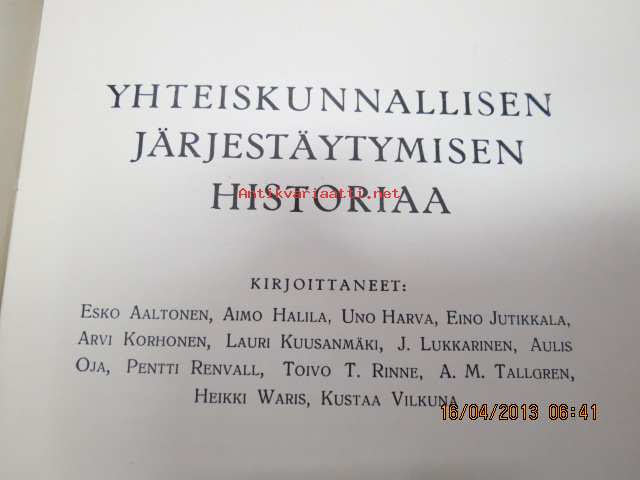 YHTEISKUNNALLISEN
JÄRJESTÄYTYMISEN
Antikvariaatti.net
HISTORIAA
KIRJOITTANEET:
ESKO AALTONEN, AIMO HALILA, UNO HARVA, EINO JUTIKKALA,
ARVI KORHONEN, LAURI KUUSANMÄKI, J. LUKKARINEN, AULIS
OJA, PENTTI RENVALL, TOIVO T. RINNE, A. M. TALLGREN,
HEIKKI WARIS, KUSTAA VILKUNA
16/04/2013 06:41